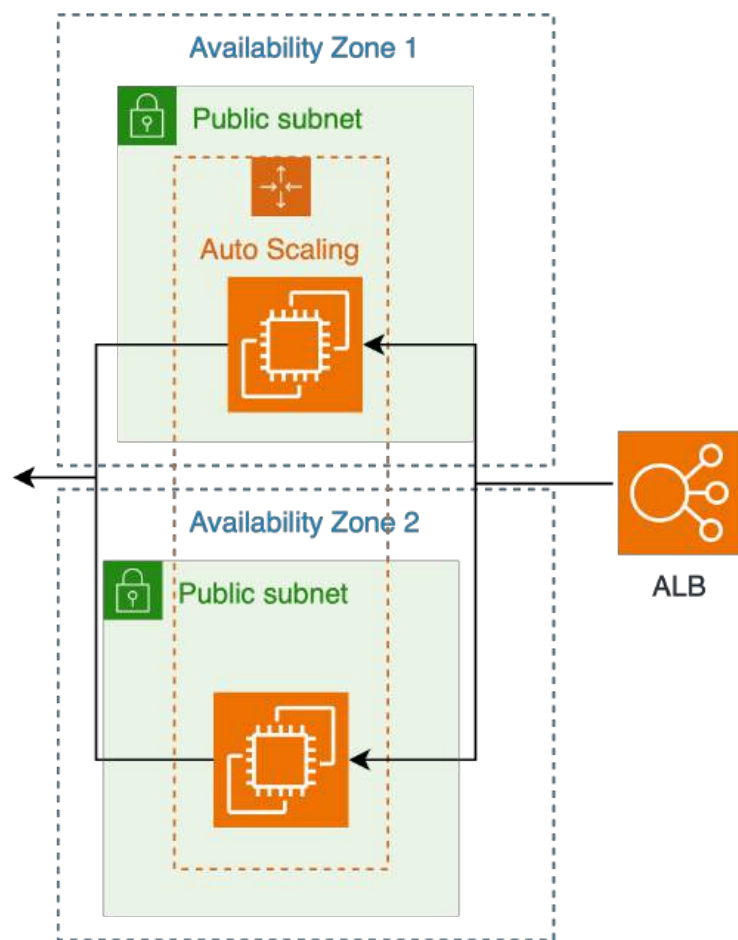 Availability Zone 1
Public subnet
Auto Scaling
Availability Zone 2
Public subnet
ALB